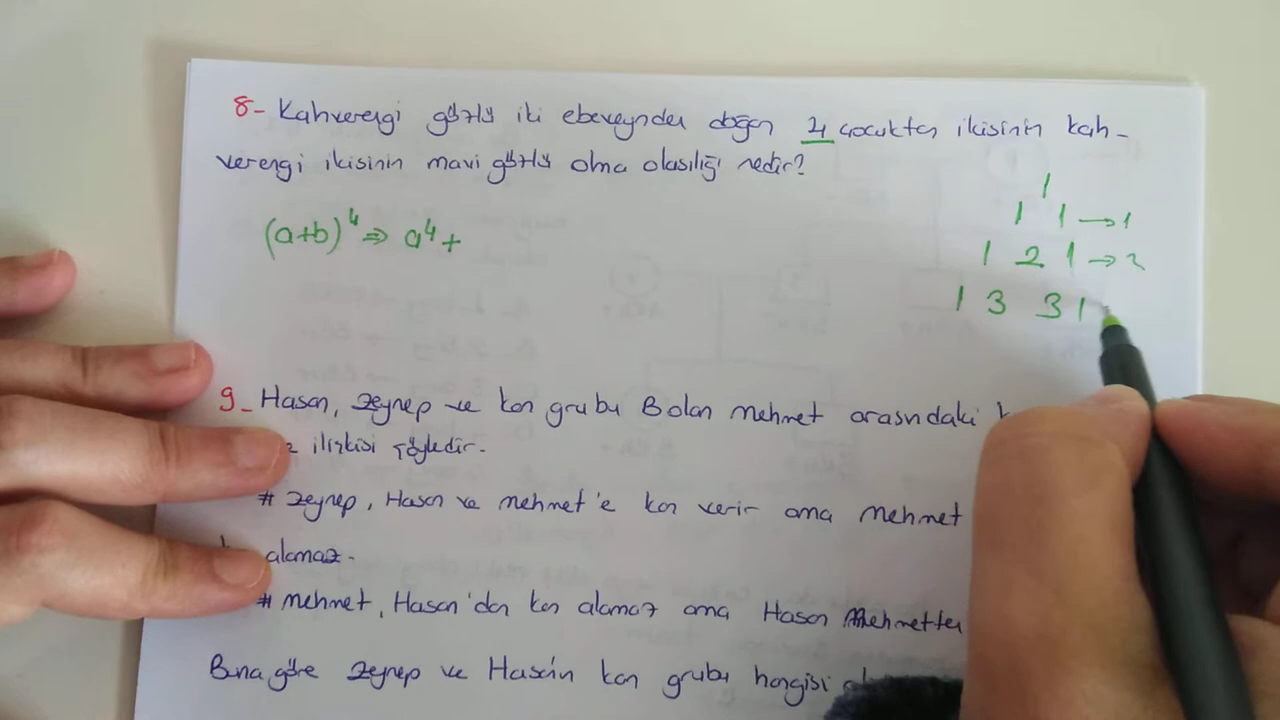 8- Kahverengi gözlü iki ebeveynden doğan 4 çocuktan ikisinin kah-
verengi ikisinin mavi gözlü olma olasılığı nedir?
(a+b)⁴ ⇒ a⁴ +
1
1 1 → 1
1 2 1 → 2
1 3 3 1
9- Hasan, Zeynep ve kan grubu B olan Mehmet arasındaki
ilişkisi şöyledir.
# Zeynep, Hasan ve Mehmet'e kan verir ama Mehmet
alamaz.
# Mehmet, Hasan'dan kan alamaz ama Hasan Mehmetten
Buna göre Zeynep ve Hasan'ın kan grubu hangisi